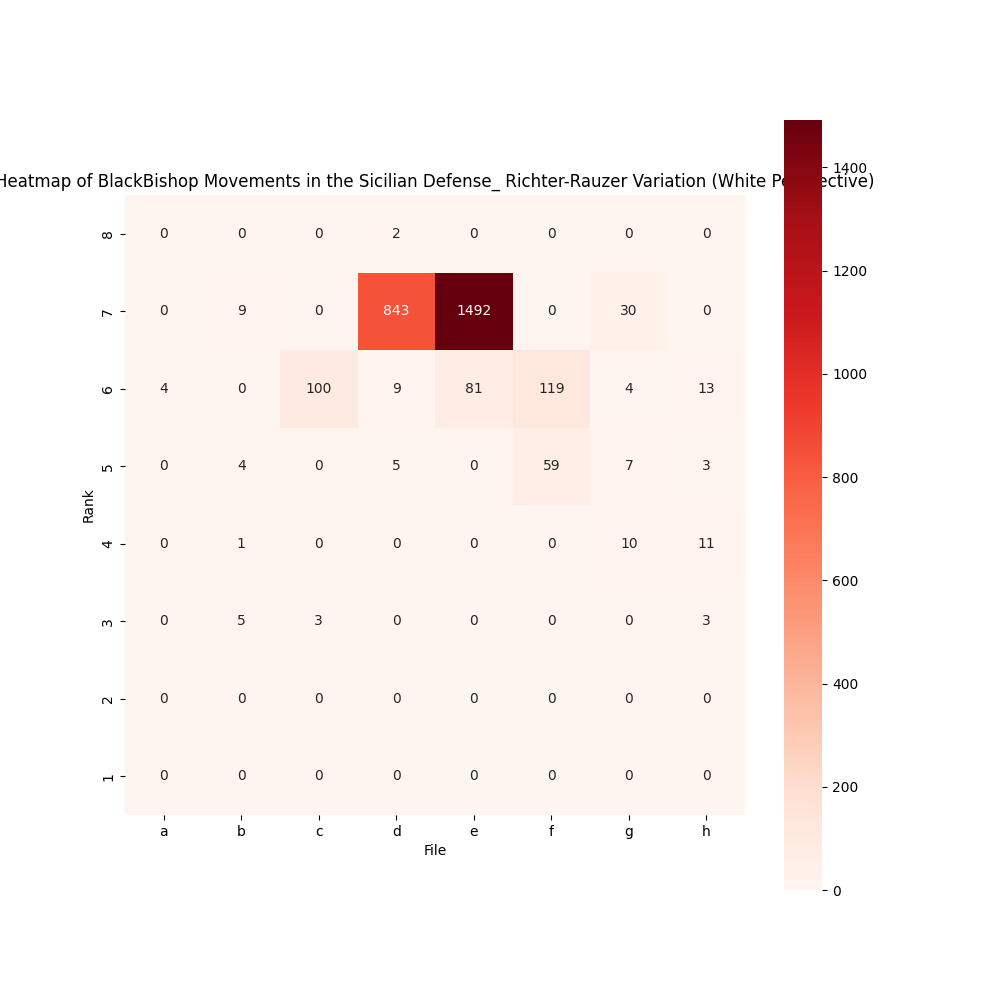 Heatmap of BlackBishop Movements in the Sicilian Defense_ Richter-Rauzer Variation (White Perspective)
8 0 0 0 2 0 0 0 0
7 0 9 0 843 1492 0 30 0
6 4 0 100 9 81 119 4 13
5 0 4 0 5 0 59 7 3
4 0 1 0 0 0 0 10 11
3 0 5 3 0 0 0 0 3
2 0 0 0 0 0 0 0 0
1 0 0 0 0 0 0 0 0
a b c d e f g h
File
Rank
1400
1200
1000
800
600
400
200
0